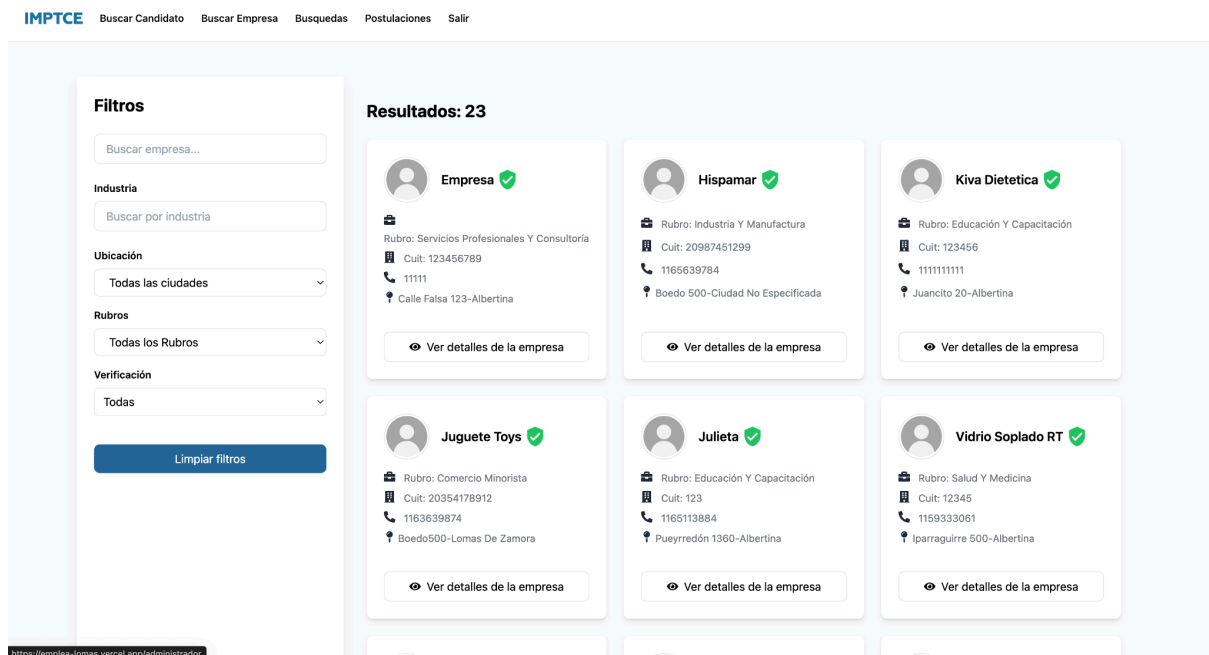 IMPTCE Buscar Candidato Buscar Empresa Busquedas Postulaciones Salir
Filtros
Buscar empresa...
Industria
Buscar por industria
Ubicación
Todas las ciudades
Rubros
Todas los Rubros
Verificación
Todas
Limpiar filtros
Resultados: 23
Empresa
Rubro: Servicios Profesionales Y Consultoría
Cuit: 123456789
11111
Calle Falsa 123-Albertina
Ver detalles de la empresa
Hispamar
Rubro: Industria Y Manufactura
Cuit: 20987451299
1165639784
Boedo 500-Ciudad No Especificada
Ver detalles de la empresa
Kiva Dietetica
Rubro: Educación Y Capacitación
Cuit: 123456
1111111111
Juancito 20-Albertina
Ver detalles de la empresa
Juguete Toys
Rubro: Comercio Minorista
Cuit: 20354178912
1163639874
Boedo500-Lomas De Zamora
Ver detalles de la empresa
Julieta
Rubro: Educación Y Capacitación
Cuit: 123
1165113884
Pueyrredón 1360-Albertina
Ver detalles de la empresa
Vidrio Soplado RT
Rubro: Salud Y Medicina
Cuit: 12345
1159333061
Iparraguirre 500-Albertina
Ver detalles de la empresa
https://emplea-lomas.vercel.app/administrador